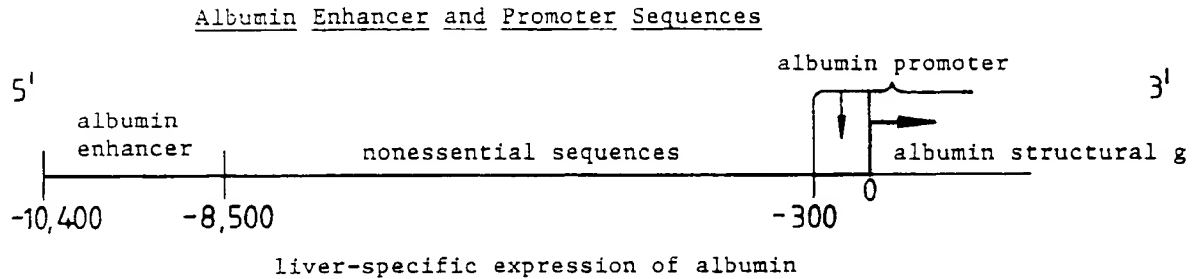 Albumin Enhancer and Promoter Sequences
albumin promoter
5'
3'
albumin
enhancer
nonessential sequences
albumin structural g
-10,400
-8,500
-300
0
liver-specific expression of albumin